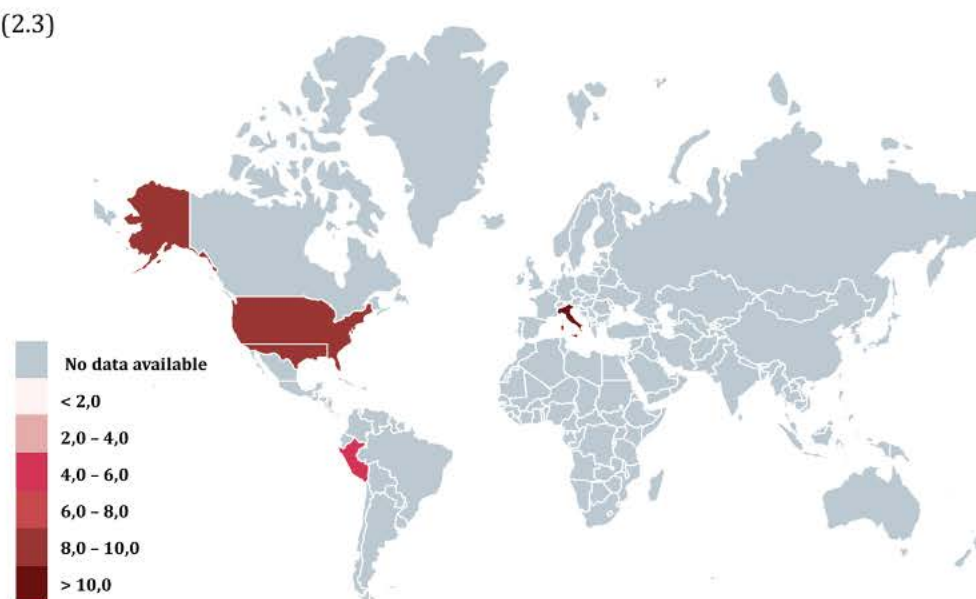 (2.3)
No data available
< 2,0
2,0 – 4,0
4,0 – 6,0
6,0 – 8,0
8,0 – 10,0
> 10,0